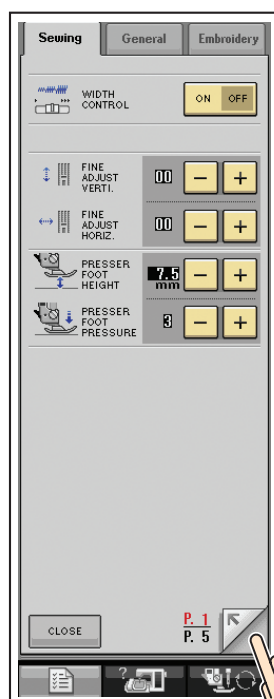 Sewing General Embroidery
WIDTH
CONTROL
ON OFF
FINE
ADJUST
VERTI.
00 − +
FINE
ADJUST
HORIZ.
00 − +
PRESSER
FOOT
HEIGHT
7.5
mm
− +
PRESSER
FOOT
PRESSURE
3 − +
CLOSE
P. 1
P. 5
?